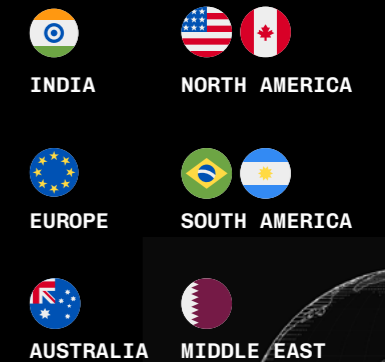 INDIA
NORTH AMERICA
EUROPE
SOUTH AMERICA
AUSTRALIA
MIDDLE EAST